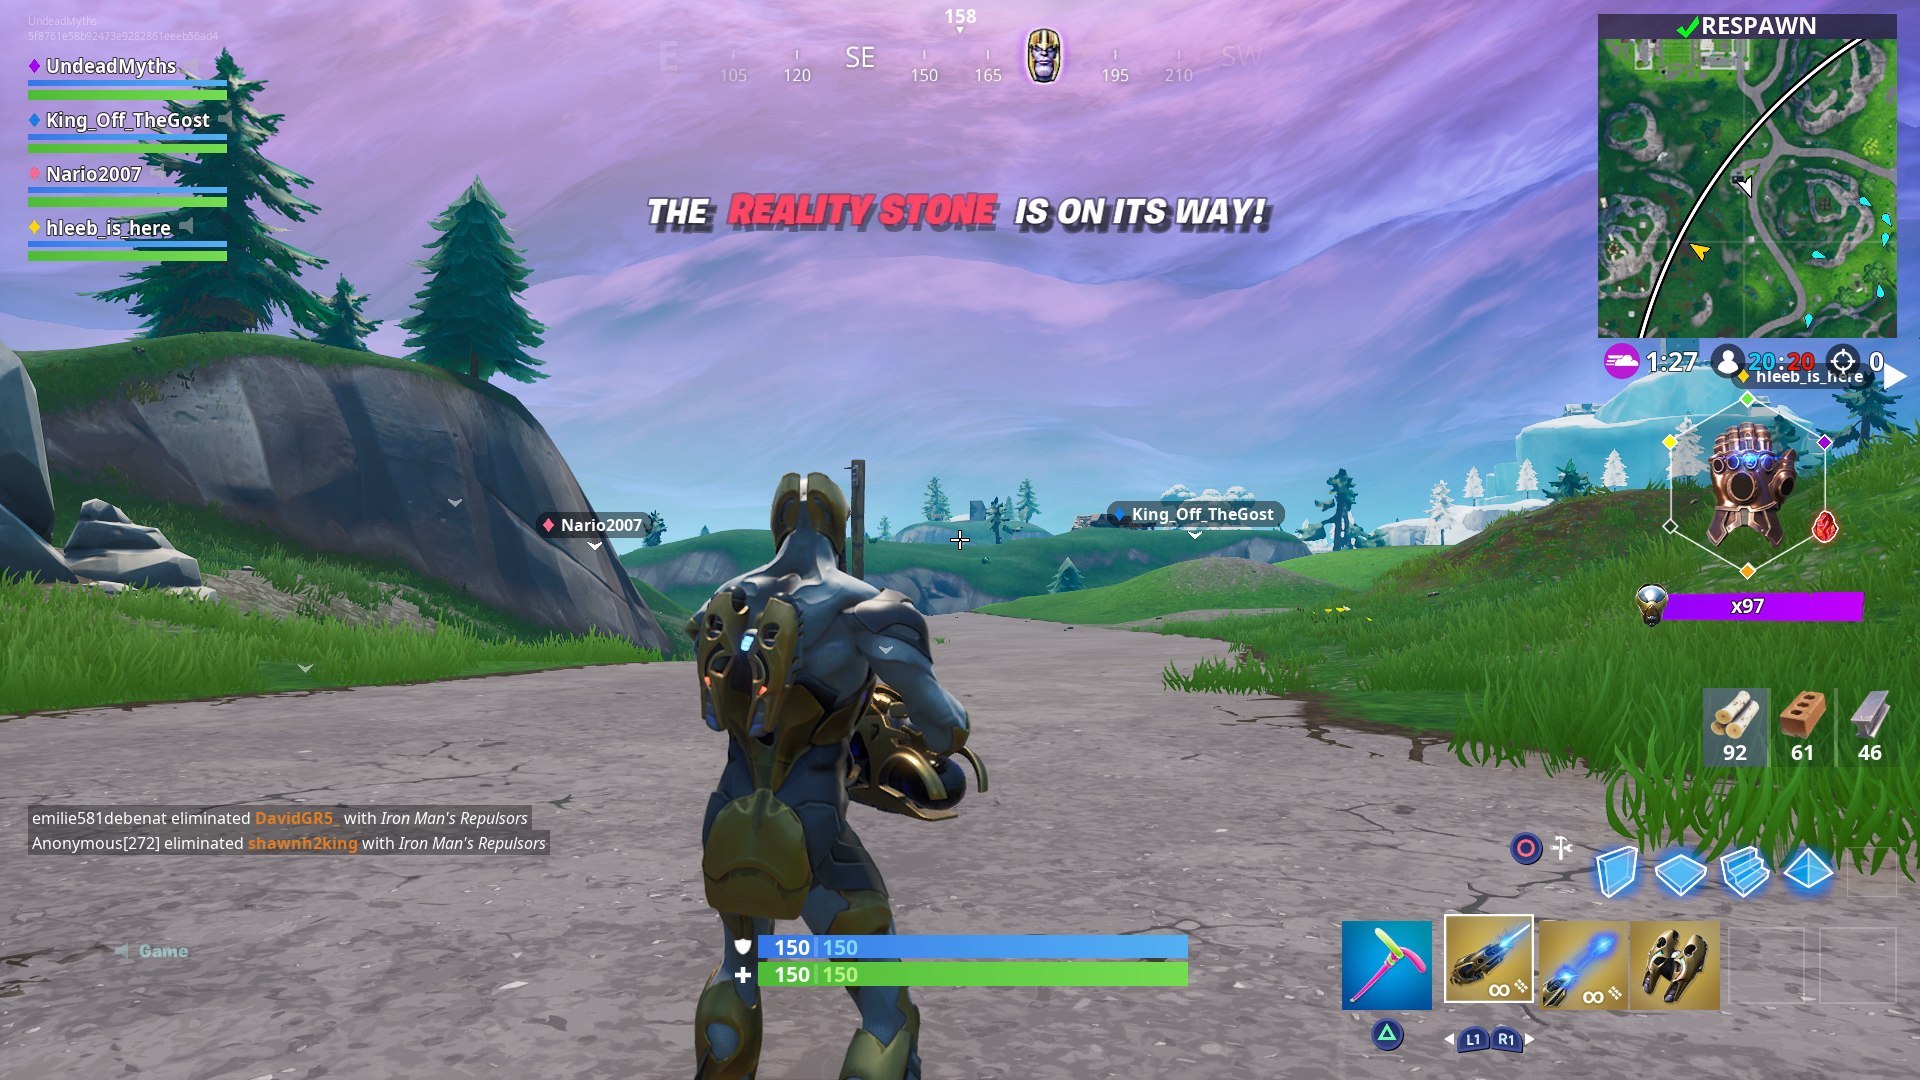 UndeadMyths
5f8761e58b92473e9282861eeeb56ad4
158
E 105 120 SE 150 165 195 210 SW
RESPAWN
UndeadMyths
King_Off_TheGost
Nario2007
hleeb_is_here
THE REALITY STONE IS ON ITS WAY!
1:27 20:20 0
hleeb_is_here
Nario2007
King_Off_TheGost
x97
92 61 46
emilie581debenat eliminated DavidGR5_ with Iron Man's Repulsors
Anonymous[272] eliminated shawnh2king with Iron Man's Repulsors
Game
150 150
150 150
∞ ∞
L1 R1